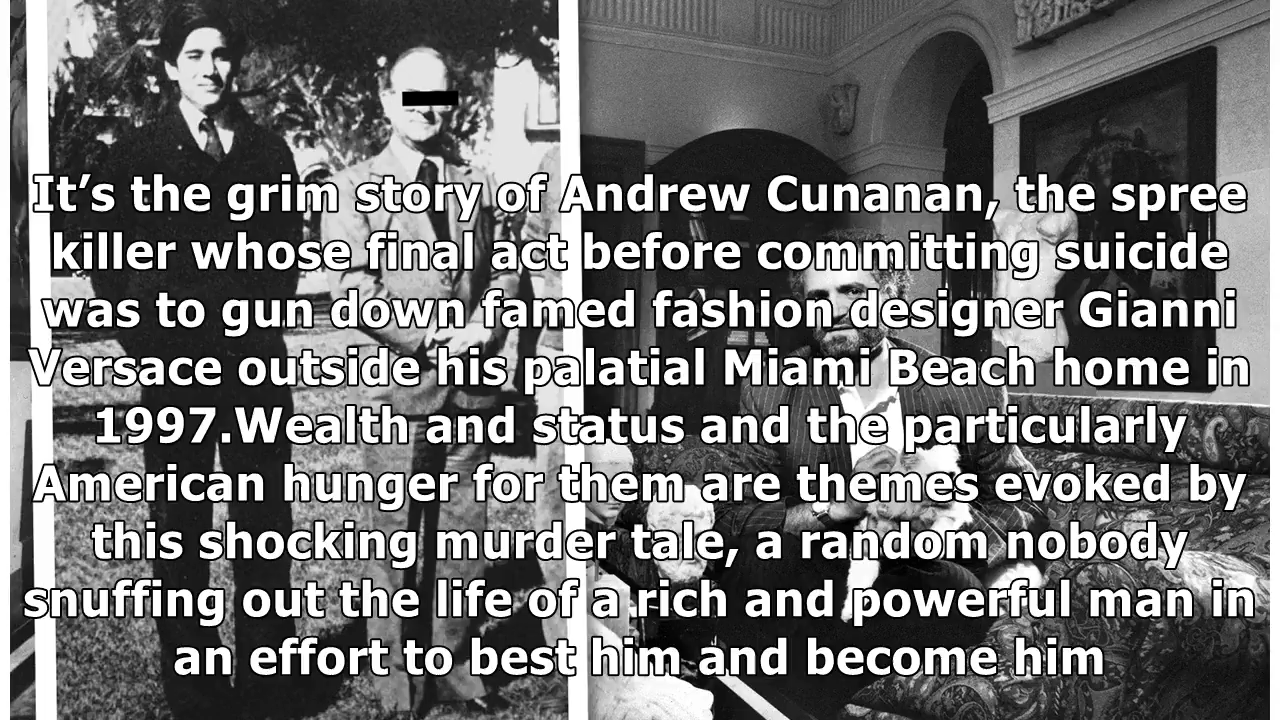 It’s the grim story of Andrew Cunanan, the spree
killer whose final act before committing suicide
was to gun down famed fashion designer Gianni
Versace outside his palatial Miami Beach home in
1997.Wealth and status and the particularly
American hunger for them are themes evoked by
this shocking murder tale, a random nobody
snuffing out the life of a rich and powerful man in
an effort to best him and become him